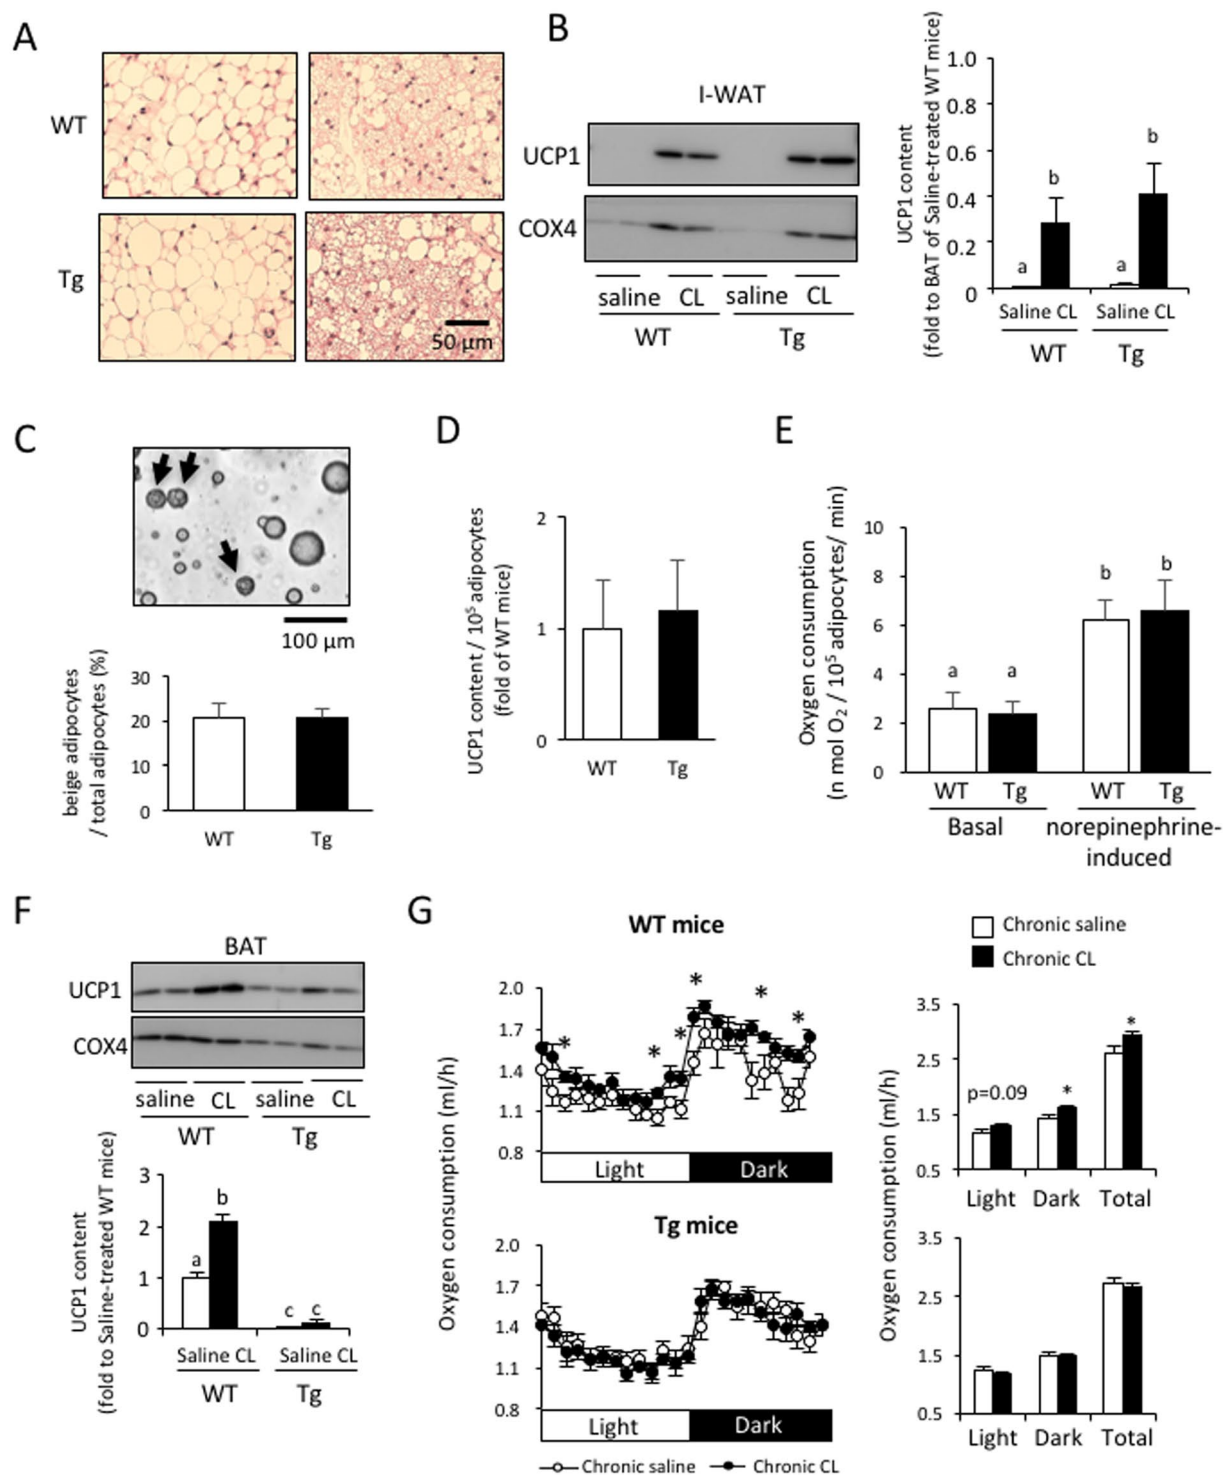 A
WT
Tg
50 µm
B
I-WAT
UCP1
COX4
saline CL saline CL
WT Tg
UCP1 content
(fold to BAT of Saline-treated WT mice)
1.0
0.8
0.6
0.4
0.2
0
a b a b
Saline CL Saline CL
WT Tg
C
100 µm
beige adipocytes
/ total adipocytes (%)
30
20
10
0
WT Tg
D
UCP1 content / 10⁵ adipocytes
(fold of WT mice)
2
1
0
WT Tg
E
Oxygen consumption
(n mol O₂ / 10⁵ adipocytes/ min)
10
8
6
4
2
0
a a b b
WT Tg WT Tg
Basal norepinephrine-
induced
F
BAT
UCP1
COX4
saline CL saline CL
WT Tg
UCP1 content
(fold to Saline-treated WT mice)
3
2
1
0
a b c c
Saline CL Saline CL
WT Tg
G
WT mice
Oxygen consumption (ml/h)
2.0
1.7
1.4
1.1
0.8
* * * * * *
Light Dark
Tg mice
2.0
1.7
1.4
1.1
0.8
Light Dark
Chronic saline Chronic CL
Chronic saline
Chronic CL
Oxygen consumption (ml/h)
3.5
2.5
1.5
0.5
p=0.09 * *
Light Dark Total
3.5
2.5
1.5
0.5
Light Dark Total